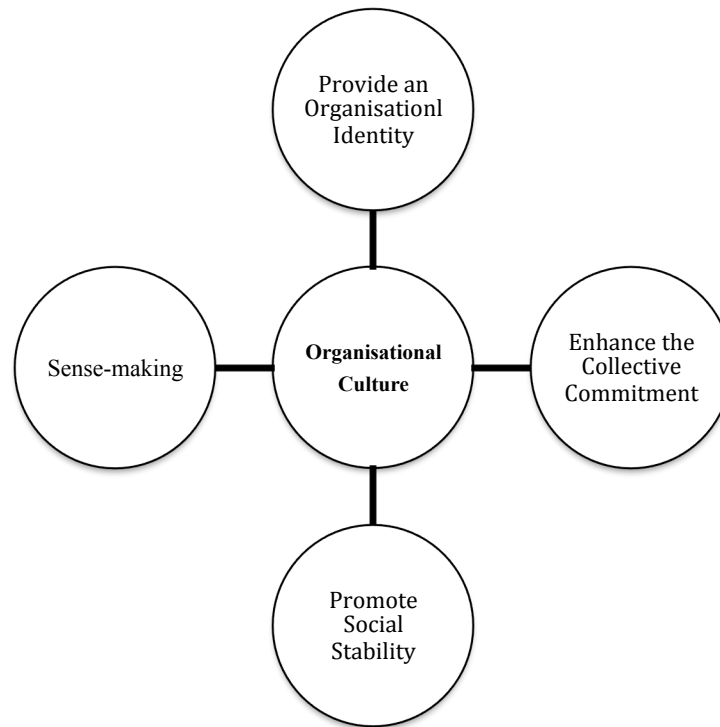 Provide an
Organisationl
Identity
Sense-making
Organisational
Culture
Enhance the
Collective
Commitment
Promote
Social
Stability